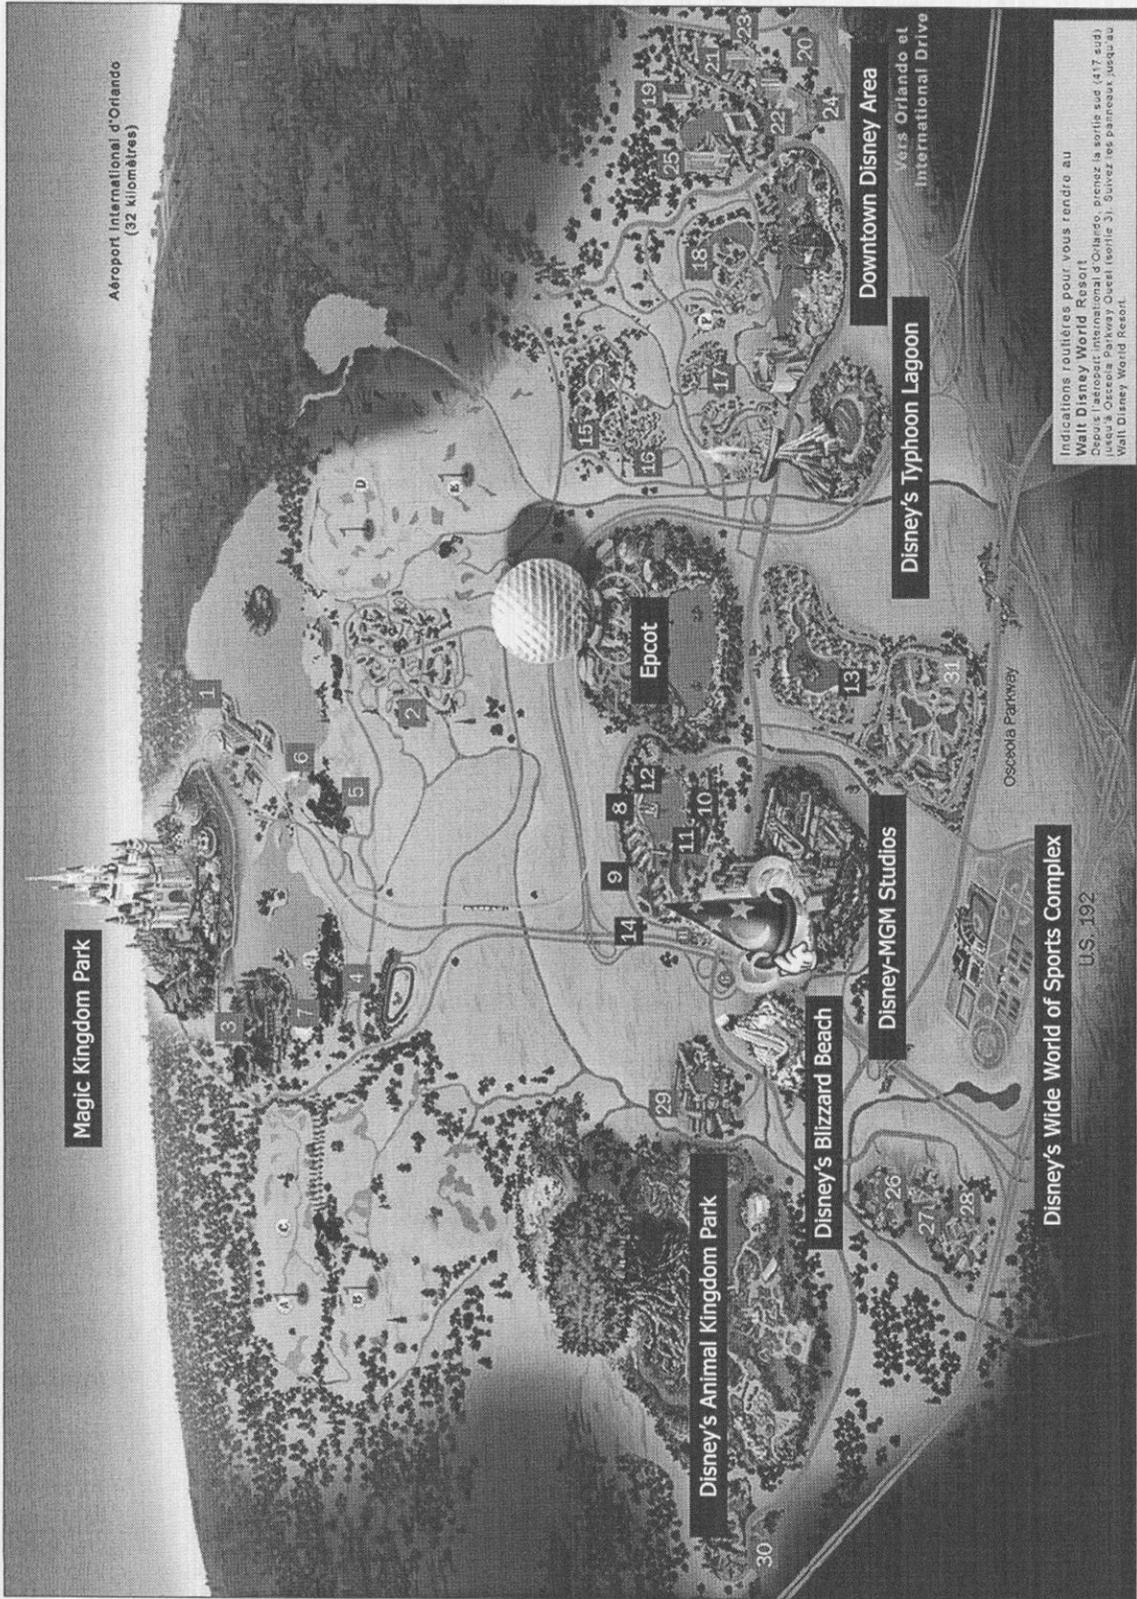 Magic Kingdom Park
Aéroport International d'Orlando
(32 kilomètres)
1
3
6
7
4
5
2
A
B
C
D
E
Epcot
8
9
10
11
12
14
13
31
15
16
17
18
F
19
25
21
23
22
20
24
Downtown Disney Area
Vers Orlando et
International Drive
Disney's Typhoon Lagoon
Disney-MGM Studios
Disney's Blizzard Beach
Disney's Animal Kingdom Park
29
30
26
27
28
Osceola Parkway
U.S. 192
Disney's Wide World of Sports Complex
Indications routières pour vous rendre au
Walt Disney World Resort
Depuis l'aéroport international d'Orlando, prenez la sortie sud (417 sud)
jusqu'à Osceola Parkway Ouest (sortie 3). Suivez les panneaux jusqu'au
Walt Disney World Resort.